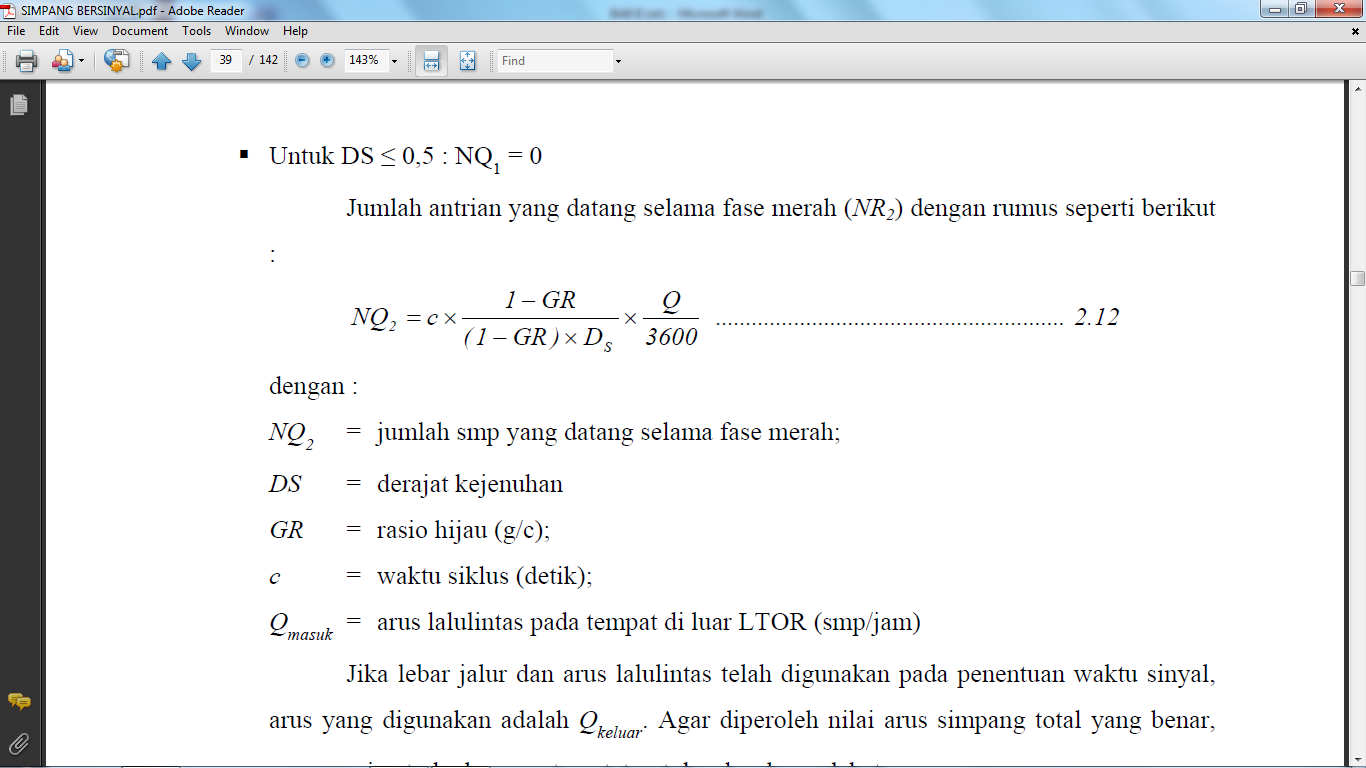 SIMPANG BERSINYAL.pdf - Adobe Reader
File Edit View Document Tools Window Help
39 / 142 143% Find
▪ Untuk DS ≤ 0,5 : NQ₁ = 0
Jumlah antrian yang datang selama fase merah (NR₂) dengan rumus seperti berikut
:
NQ₂ = c × (1 – GR) / ((1 – GR) × D_S) × Q / 3600 ........................................................... 2.12
dengan :
NQ₂ = jumlah smp yang datang selama fase merah;
DS = derajat kejenuhan
GR = rasio hijau (g/c);
c = waktu siklus (detik);
Q_masuk = arus lalulintas pada tempat di luar LTOR (smp/jam)
Jika lebar jalur dan arus lalulintas telah digunakan pada penentuan waktu sinyal,
arus yang digunakan adalah Q_keluar. Agar diperoleh nilai arus simpang total yang benar,